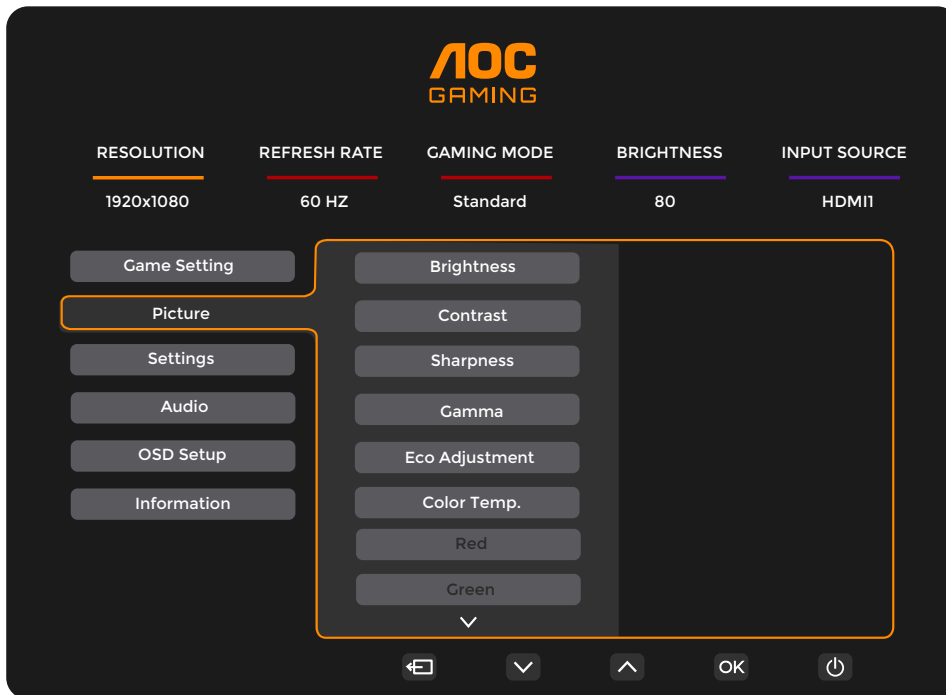 AOC
GAMING
RESOLUTION REFRESH RATE GAMING MODE BRIGHTNESS INPUT SOURCE
1920x1080 60 HZ Standard 80 HDMI1
Game Setting Brightness
Picture Contrast
Settings Sharpness
Audio Gamma
OSD Setup Eco Adjustment
Information Color Temp.
Red
Green
OK